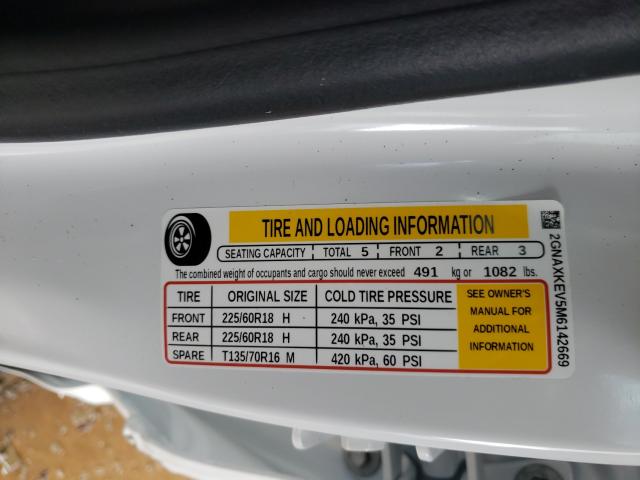 TIRE AND LOADING INFORMATION
SEATING CAPACITY TOTAL 5 FRONT 2 REAR 3
The combined weight of occupants and cargo should never exceed 491 kg or 1082 lbs.
TIRE ORIGINAL SIZE COLD TIRE PRESSURE
FRONT 225/60R18 H 240 kPa, 35 PSI
REAR 225/60R18 H 240 kPa, 35 PSI
SPARE T135/70R16 M 420 kPa, 60 PSI
SEE OWNER'S
MANUAL FOR
ADDITIONAL
INFORMATION
2GNAXKEV5M6142669